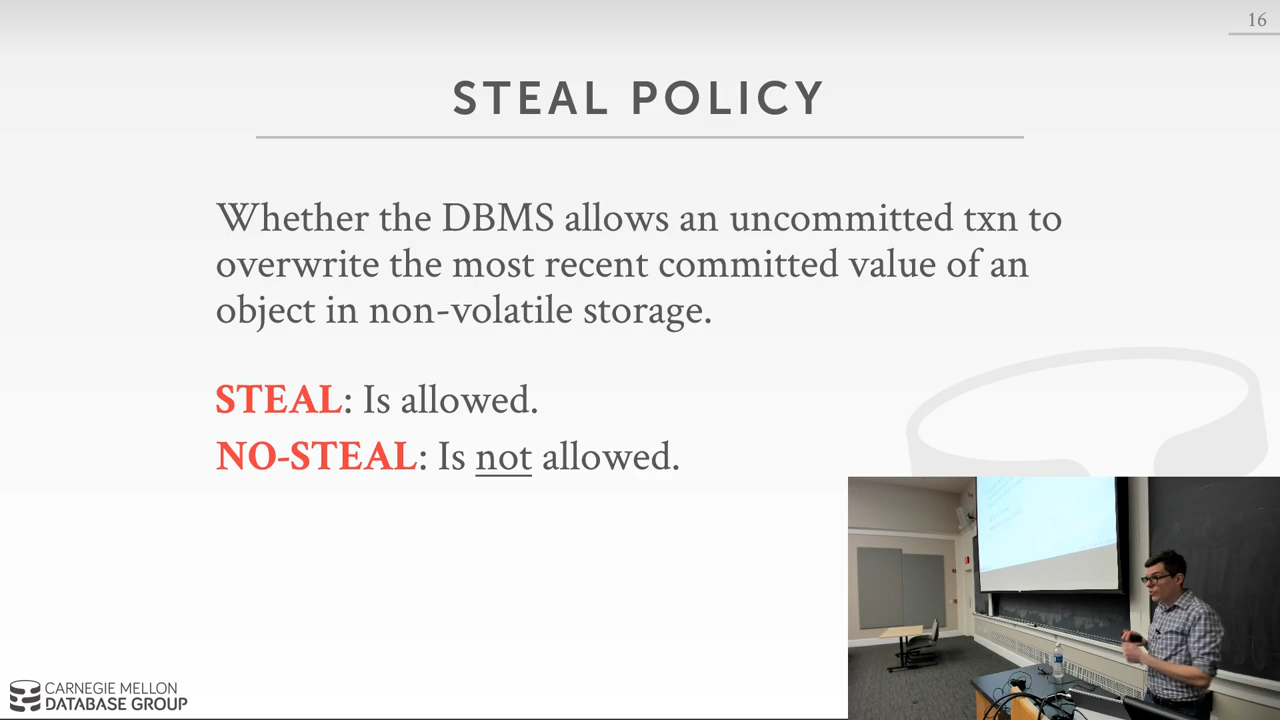 16
STEAL POLICY
Whether the DBMS allows an uncommitted txn to
overwrite the most recent committed value of an
object in non-volatile storage.
STEAL: Is allowed.
NO-STEAL: Is not allowed.
CARNEGIE MELLON
DATABASE GROUP